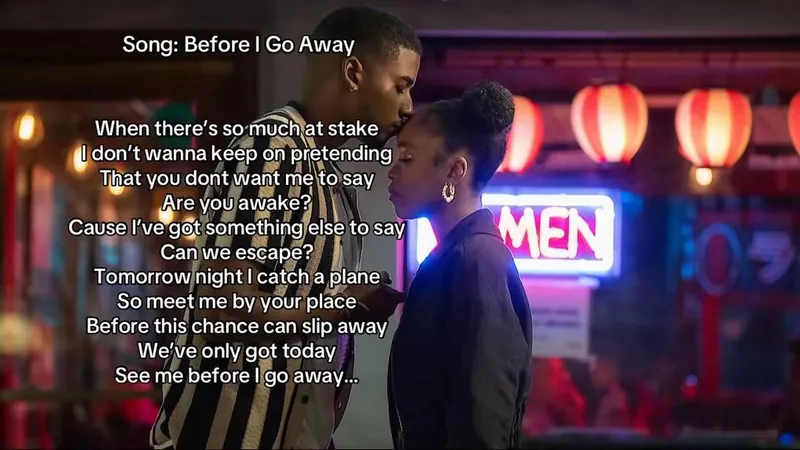 Song: Before I Go Away
When there's so much at stake
I don't wanna keep on pretending
That you dont want me to say
Are you awake?
Cause I've got something else to say
Can we escape?
Tomorrow night I catch a plane
So meet me by your place
Before this chance can slip away
We've only got today
See me before I go away...
MEN